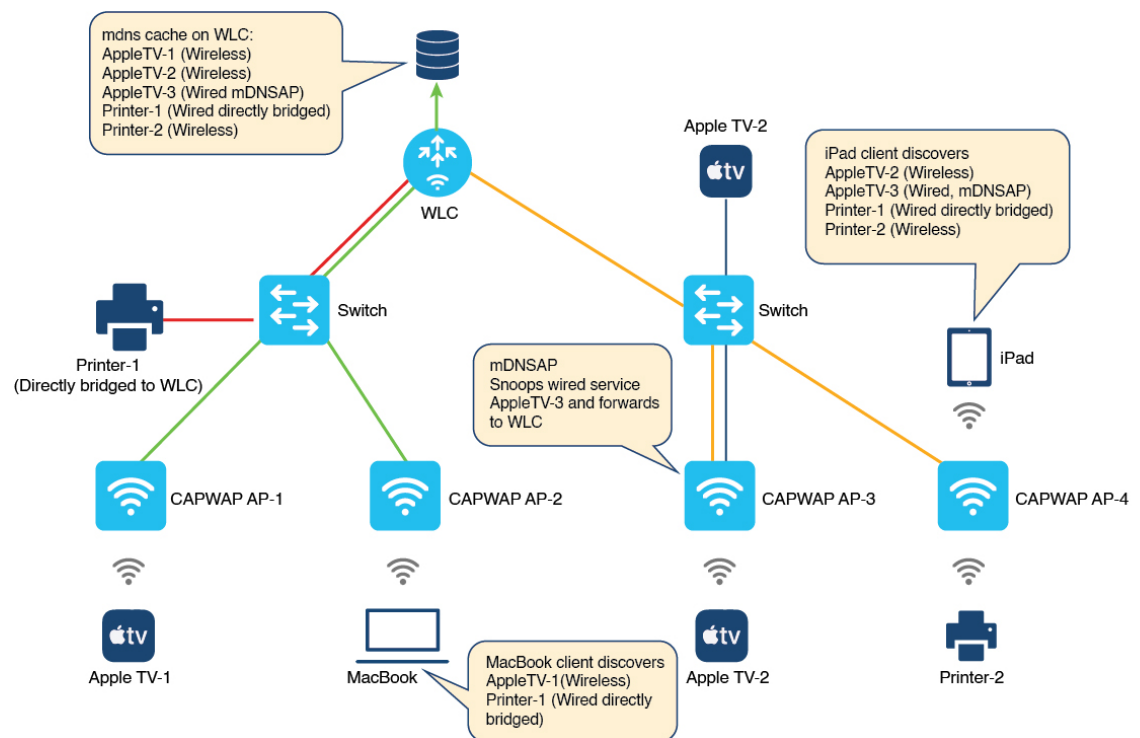 mdns cache on WLC:
AppleTV-1 (Wireless)
AppleTV-2 (Wireless)
AppleTV-3 (Wired mDNSAP)
Printer-1 (Wired directly bridged)
Printer-2 (Wireless)
WLC
Apple TV-2
tv
iPad client discovers
AppleTV-2 (Wireless)
AppleTV-3 (Wired, mDNSAP)
Printer-1 (Wired directly bridged)
Printer-2 (Wireless)
Switch
Switch
Printer-1
(Directly bridged to WLC)
iPad
mDNSAP
Snoops wired service
AppleTV-3 and forwards
to WLC
CAPWAP AP-1
CAPWAP AP-2
CAPWAP AP-3
CAPWAP AP-4
tv
Apple TV-1
MacBook
MacBook client discovers
AppleTV-1(Wireless)
Printer-1 (Wired directly
bridged)
tv
Apple TV-2
Printer-2